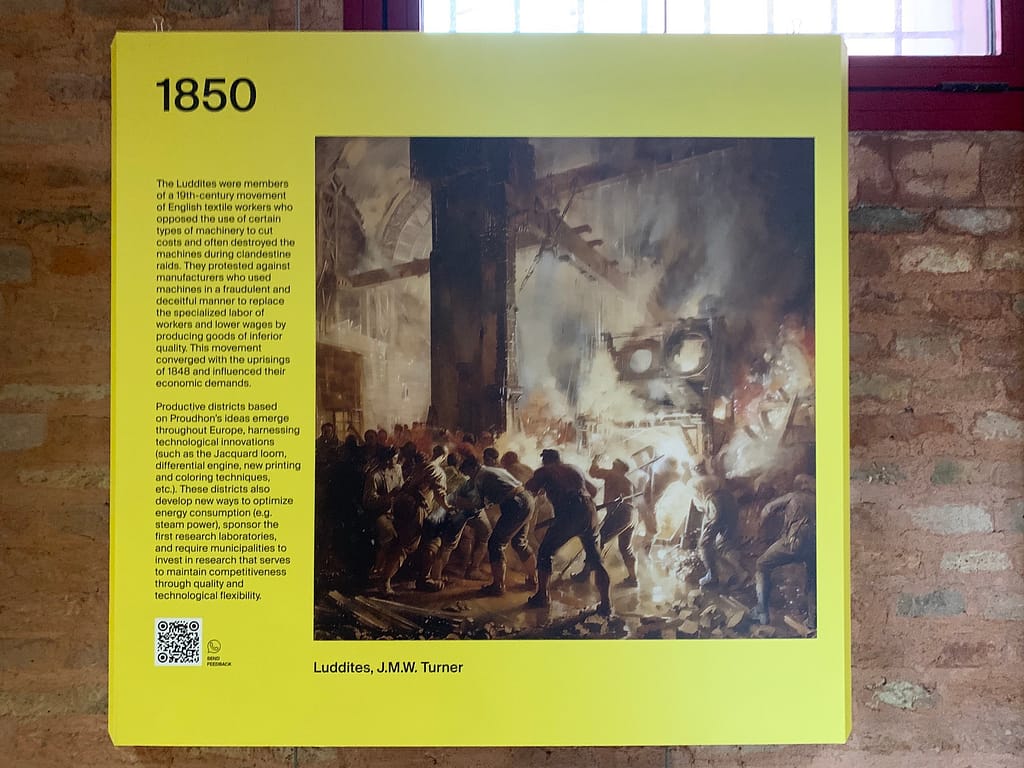 1850
The Luddites were members
of a 19th-century movement
of English textile workers who
opposed the use of certain
types of machinery to cut
costs and often destroyed the
machines during clandestine
raids. They protested against
manufacturers who used
machines in a fraudulent and
deceitful manner to replace
the specialized labor of
workers and lower wages by
producing goods of inferior
quality. This movement
converged with the uprisings
of 1848 and influenced their
economic demands.
Productive districts based
on Proudhon's ideas emerge
throughout Europe, harnessing
technological innovations
(such as the Jacquard loom,
differential engine, new printing
and coloring techniques,
etc.). These districts also
develop new ways to optimize
energy consumption (e.g.
steam power), sponsor the
first research laboratories,
and require municipalities to
invest in research that serves
to maintain competitiveness
through quality and
technological flexibility.
SEND
FEEDBACK
Luddites, J.M.W. Turner